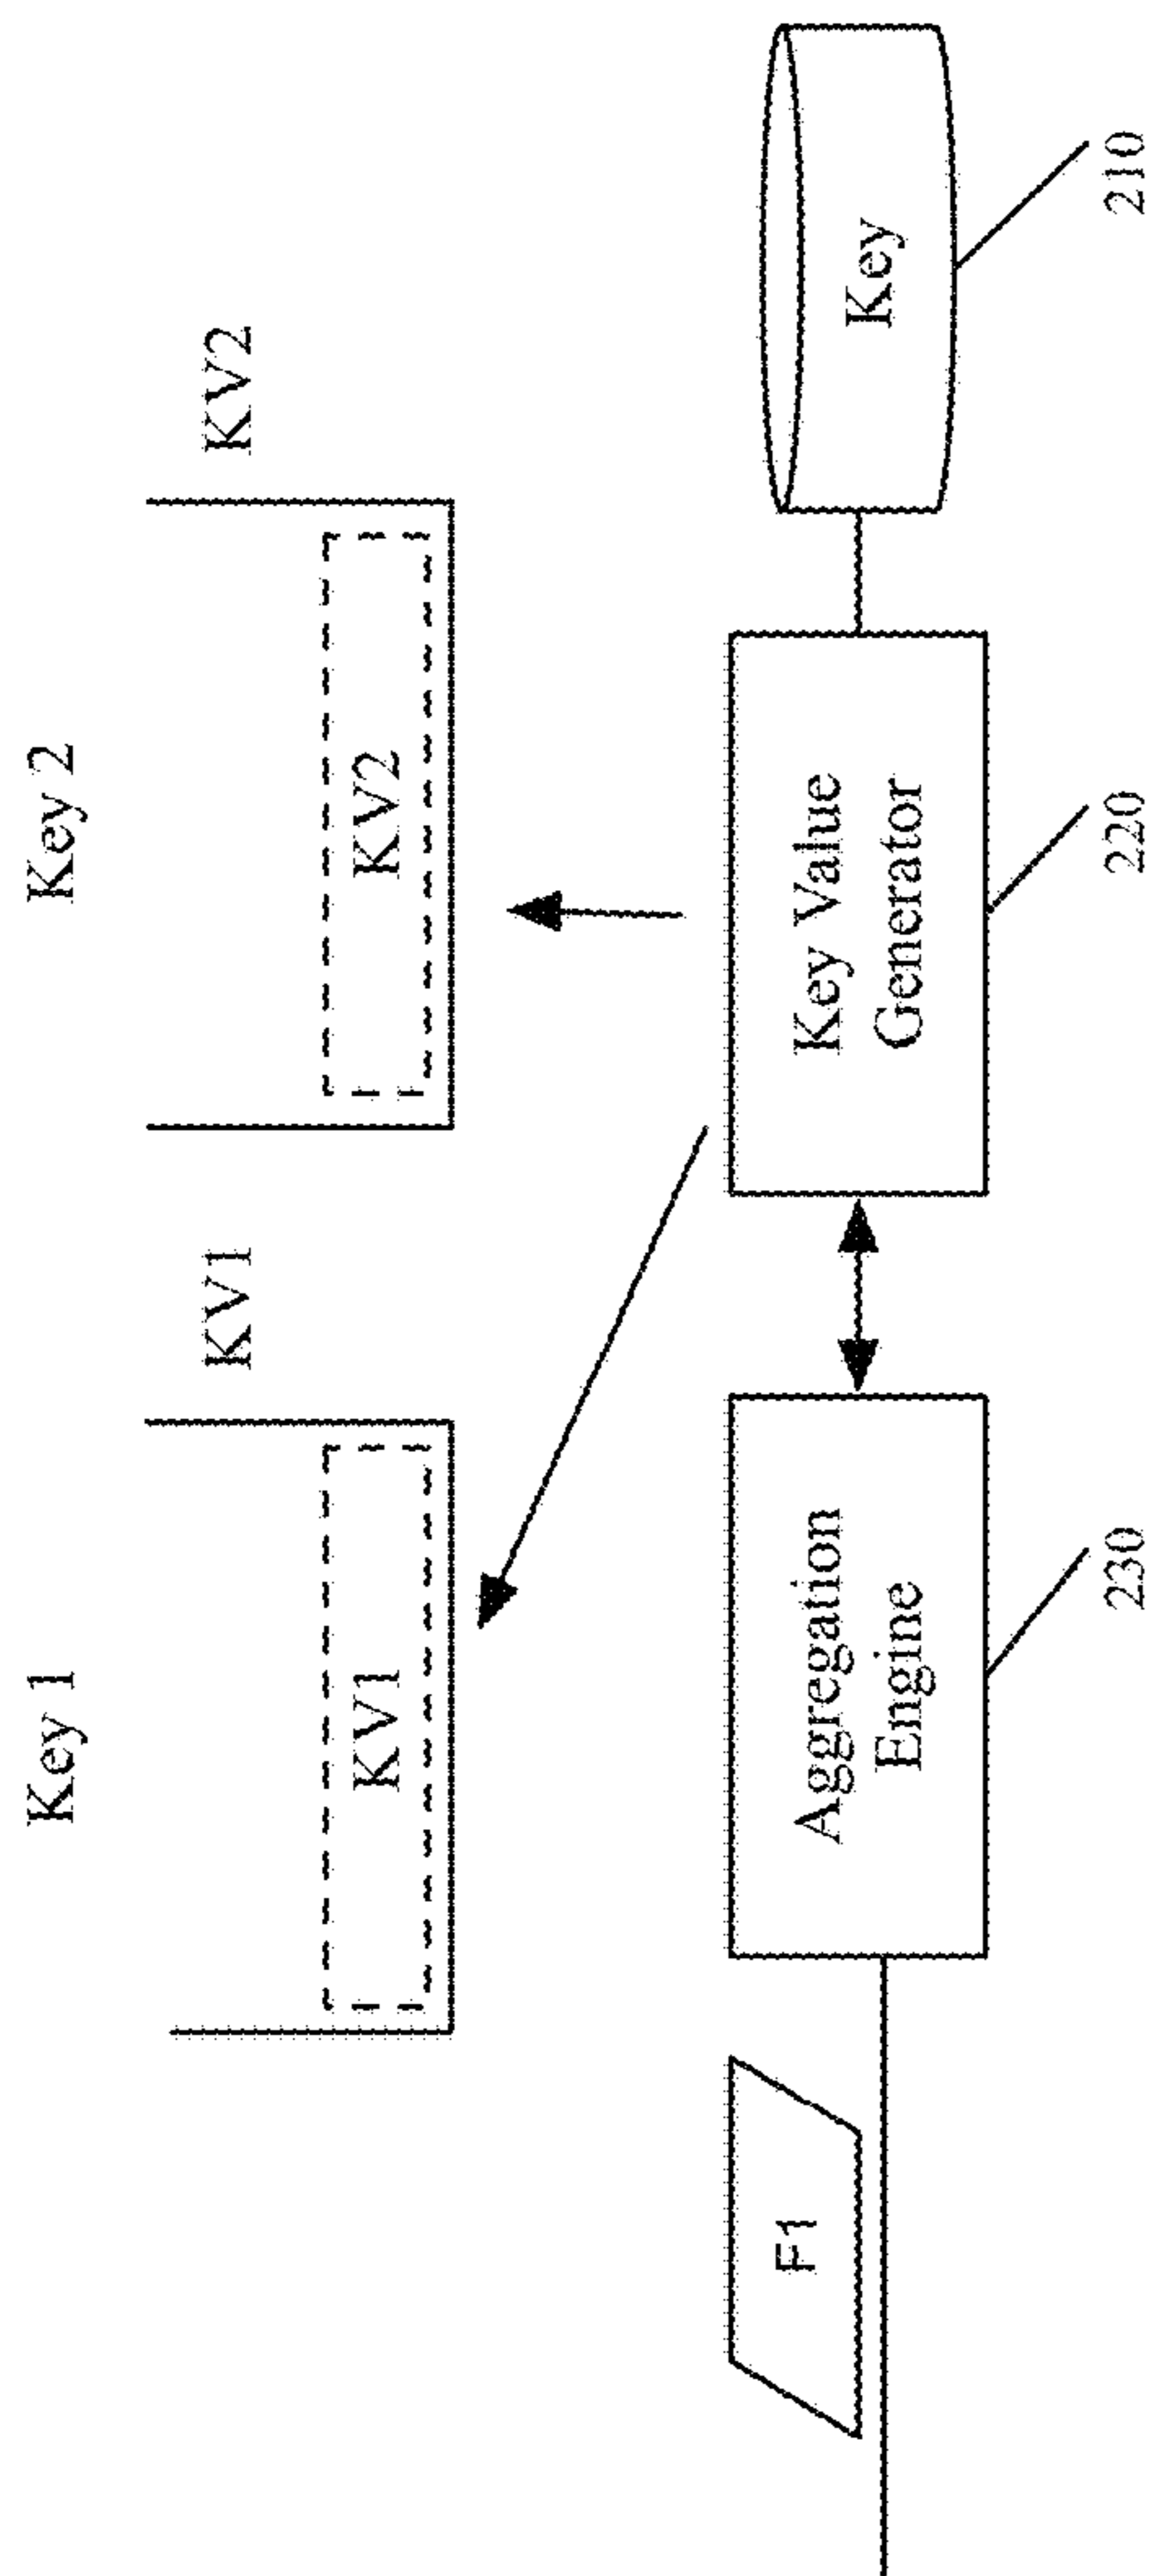 Key 1
Key 2
KV1
KV2
KV1
KV2
F1
Aggregation
Engine
Key Value
Generator
Key
230
220
210